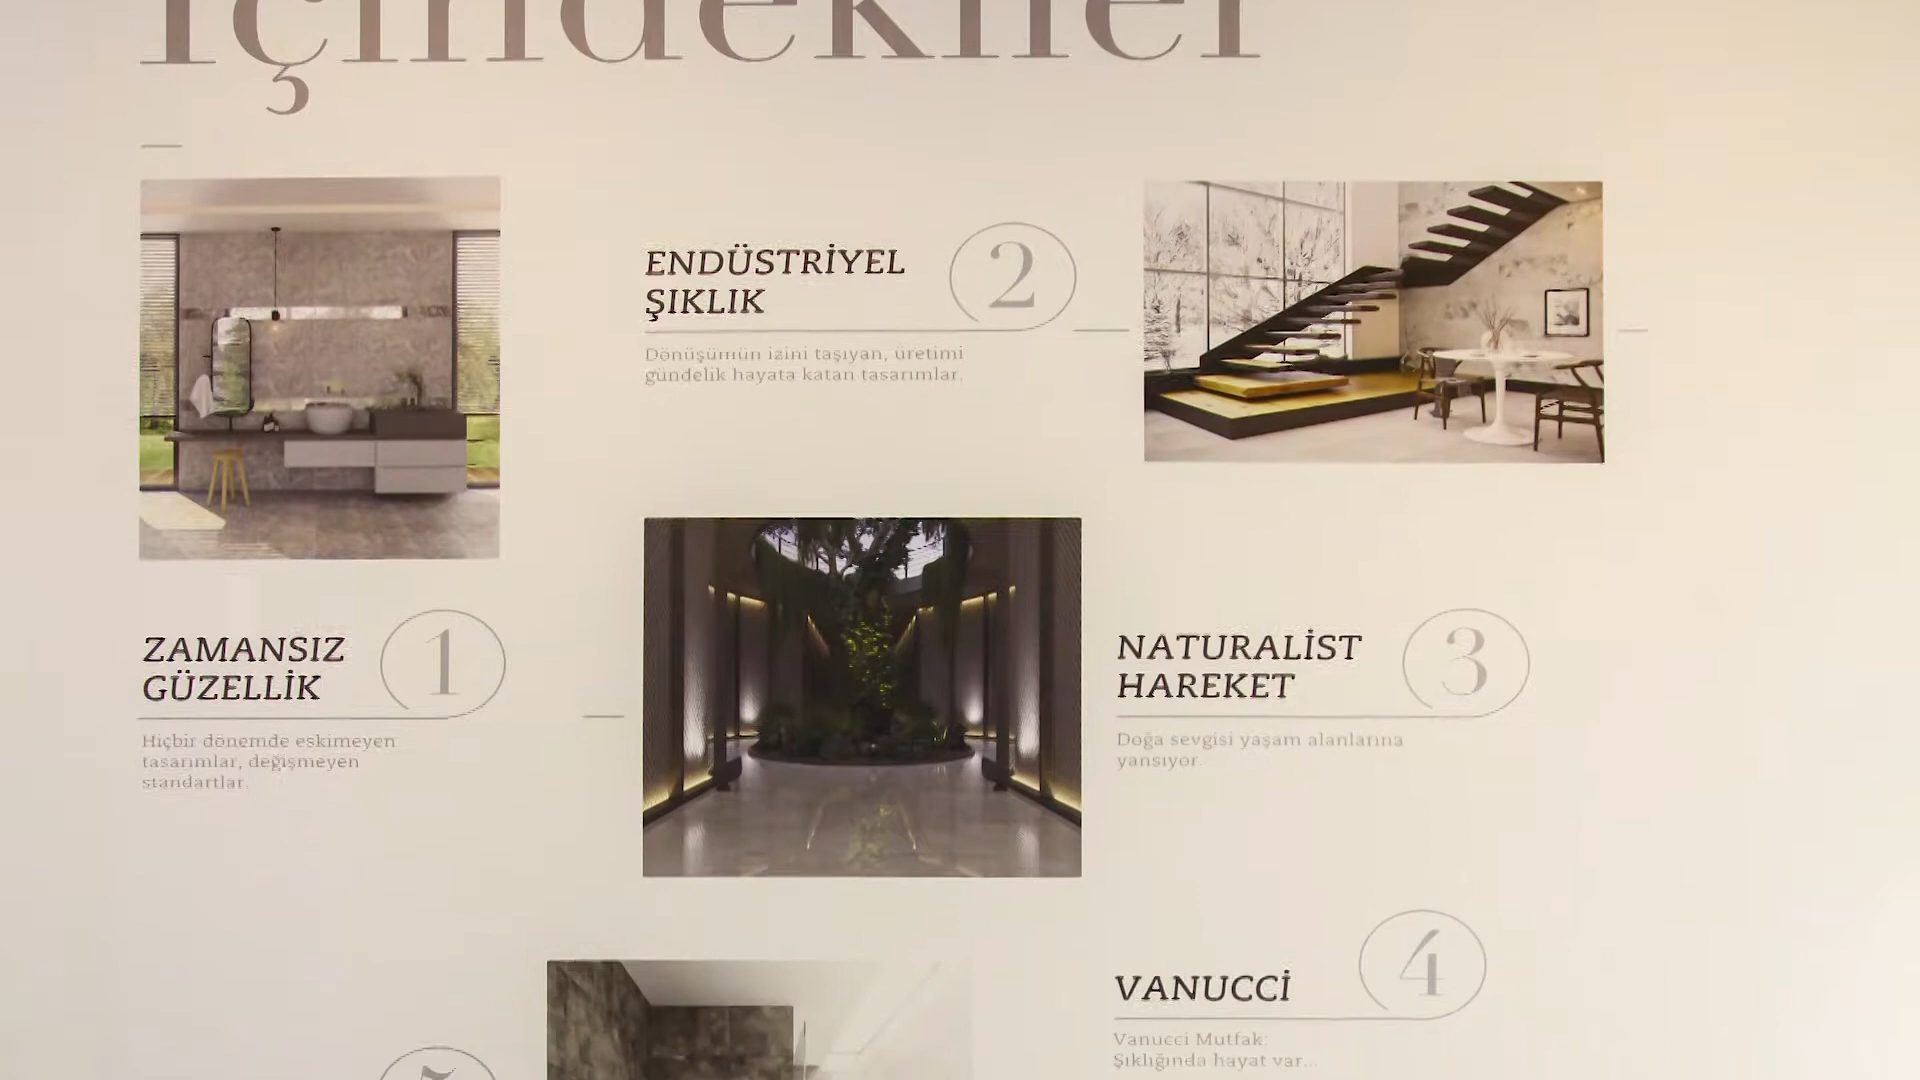 İçindekiler
ENDÜSTRİYEL
ŞIKLIK
2
Dönüşümün izini taşıyan, üretimi
gündelik hayata katan tasarımlar.
ZAMANSIZ
GÜZELLİK
1
Hiçbir dönemde eskimeyen
tasarımlar, değişmeyen
standartlar.
NATURALİST
HAREKET
3
Doğa sevgisi yaşam alanlarına
yansıyor.
VANUCCİ
4
Vanucci Mutfak:
Şıklığında hayat var...
5